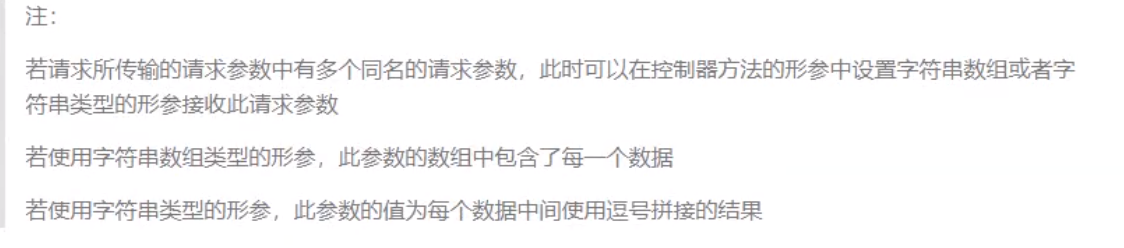 注：
若请求所传输的请求参数中有多个同名的请求参数，此时可以在控制器方法的形参中设置字符串数组或者字
符串类型的形参接收此请求参数
若使用字符串数组类型的形参，此参数的数组中包含了每一个数据
若使用字符串类型的形参，此参数的值为每个数据中间使用逗号拼接的结果